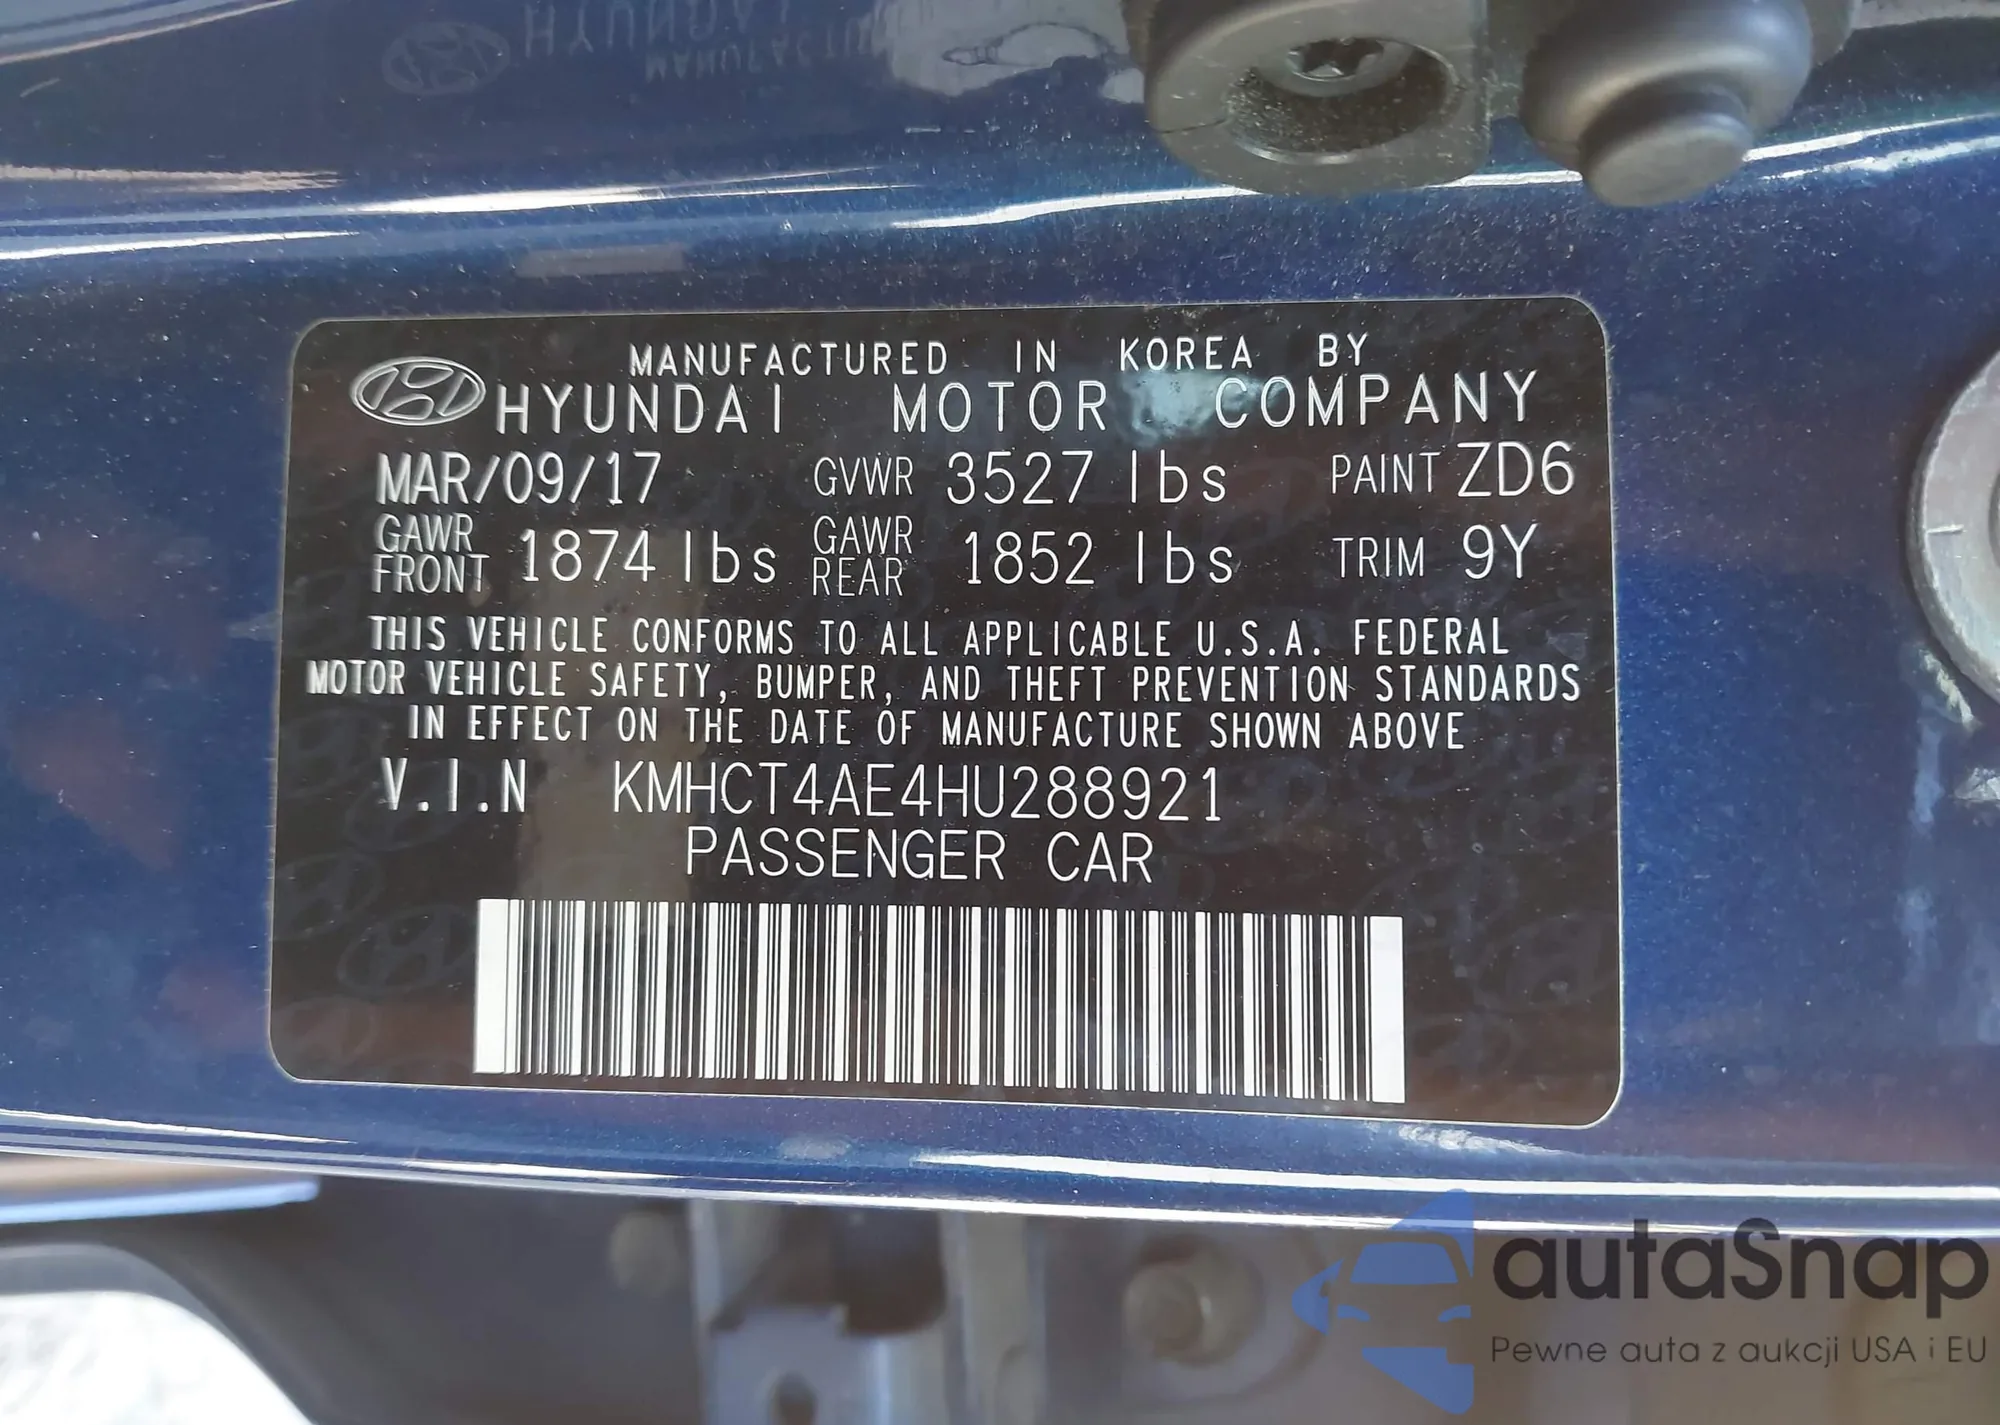 MANUFACTURED IN KOREA BY
HYUNDAI MOTOR COMPANY
MAR/09/17 GVWR 3527 lbs PAINT ZD6
GAWR FRONT 1874 lbs GAWR REAR 1852 lbs TRIM 9Y
THIS VEHICLE CONFORMS TO ALL APPLICABLE U.S.A. FEDERAL
MOTOR VEHICLE SAFETY, BUMPER, AND THEFT PREVENTION STANDARDS
IN EFFECT ON THE DATE OF MANUFACTURE SHOWN ABOVE
V.I.N KMHCT4AE4HU288921
PASSENGER CAR
autaSnap
Pewne auta z aukcji USA i EU